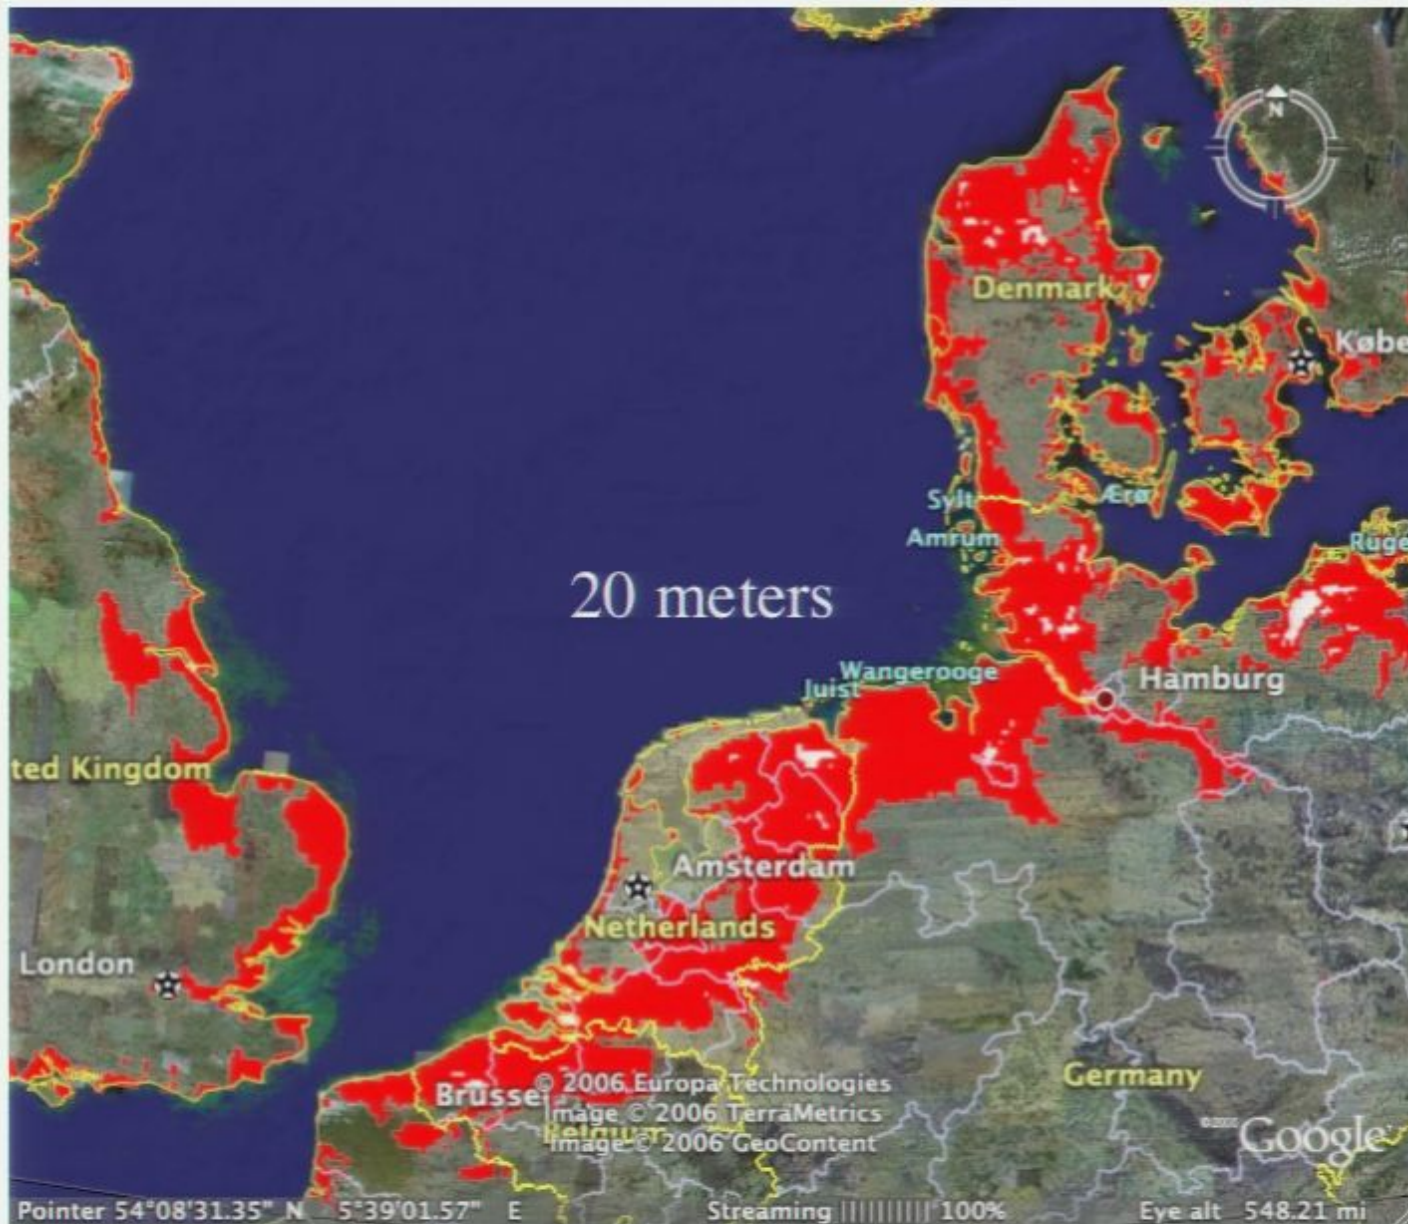 N
Denmark
Købe
Sylt
Ærø
Amrum
Rüge
20 meters
Wangerooge
Juist
Hamburg
ted Kingdom
Amsterdam
Netherlands
London
Germany
Brussel
© 2006 Europa Technologies
Image © 2006 TerraMetrics
Belgium
Image © 2006 GeoContent
Google
Pointer 54°08'31.35" N 5°39'01.57" E Streaming |||||||||| 100% Eye alt 548.21 mi